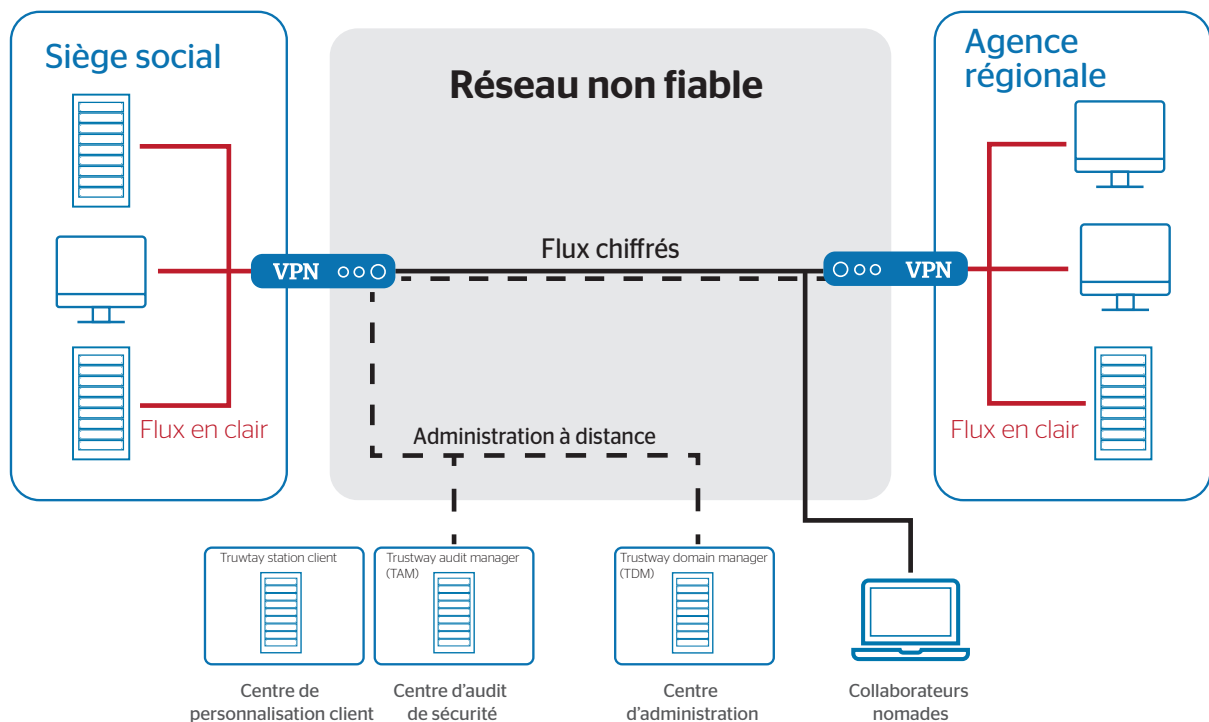 Siège social
Réseau non fiable
Agence
régionale
Flux chiffrés
VPN
VPN
Flux en clair
Administration à distance
Flux en clair
Truwtay station client
Trustway audit manager
(TAM)
Trustway domain manager
(TDM)
Centre de
personnalisation client
Centre d’audit
de sécurité
Centre
d’administration
Collaborateurs
nomades